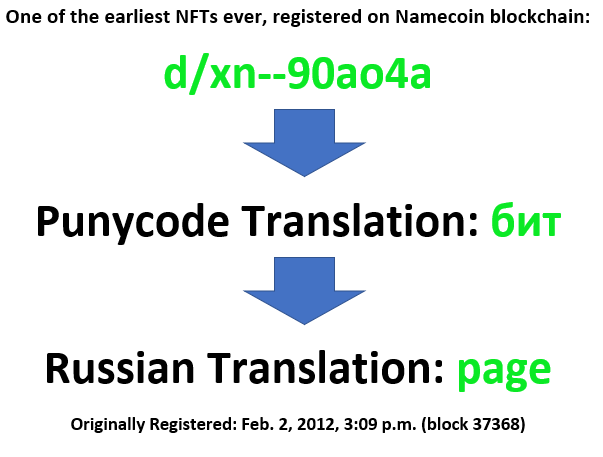 One of the earliest NFTs ever, registered on Namecoin blockchain:
d/xn--90ao4a
Punycode Translation: бит
Russian Translation: page
Originally Registered: Feb. 2, 2012, 3:09 p.m. (block 37368)